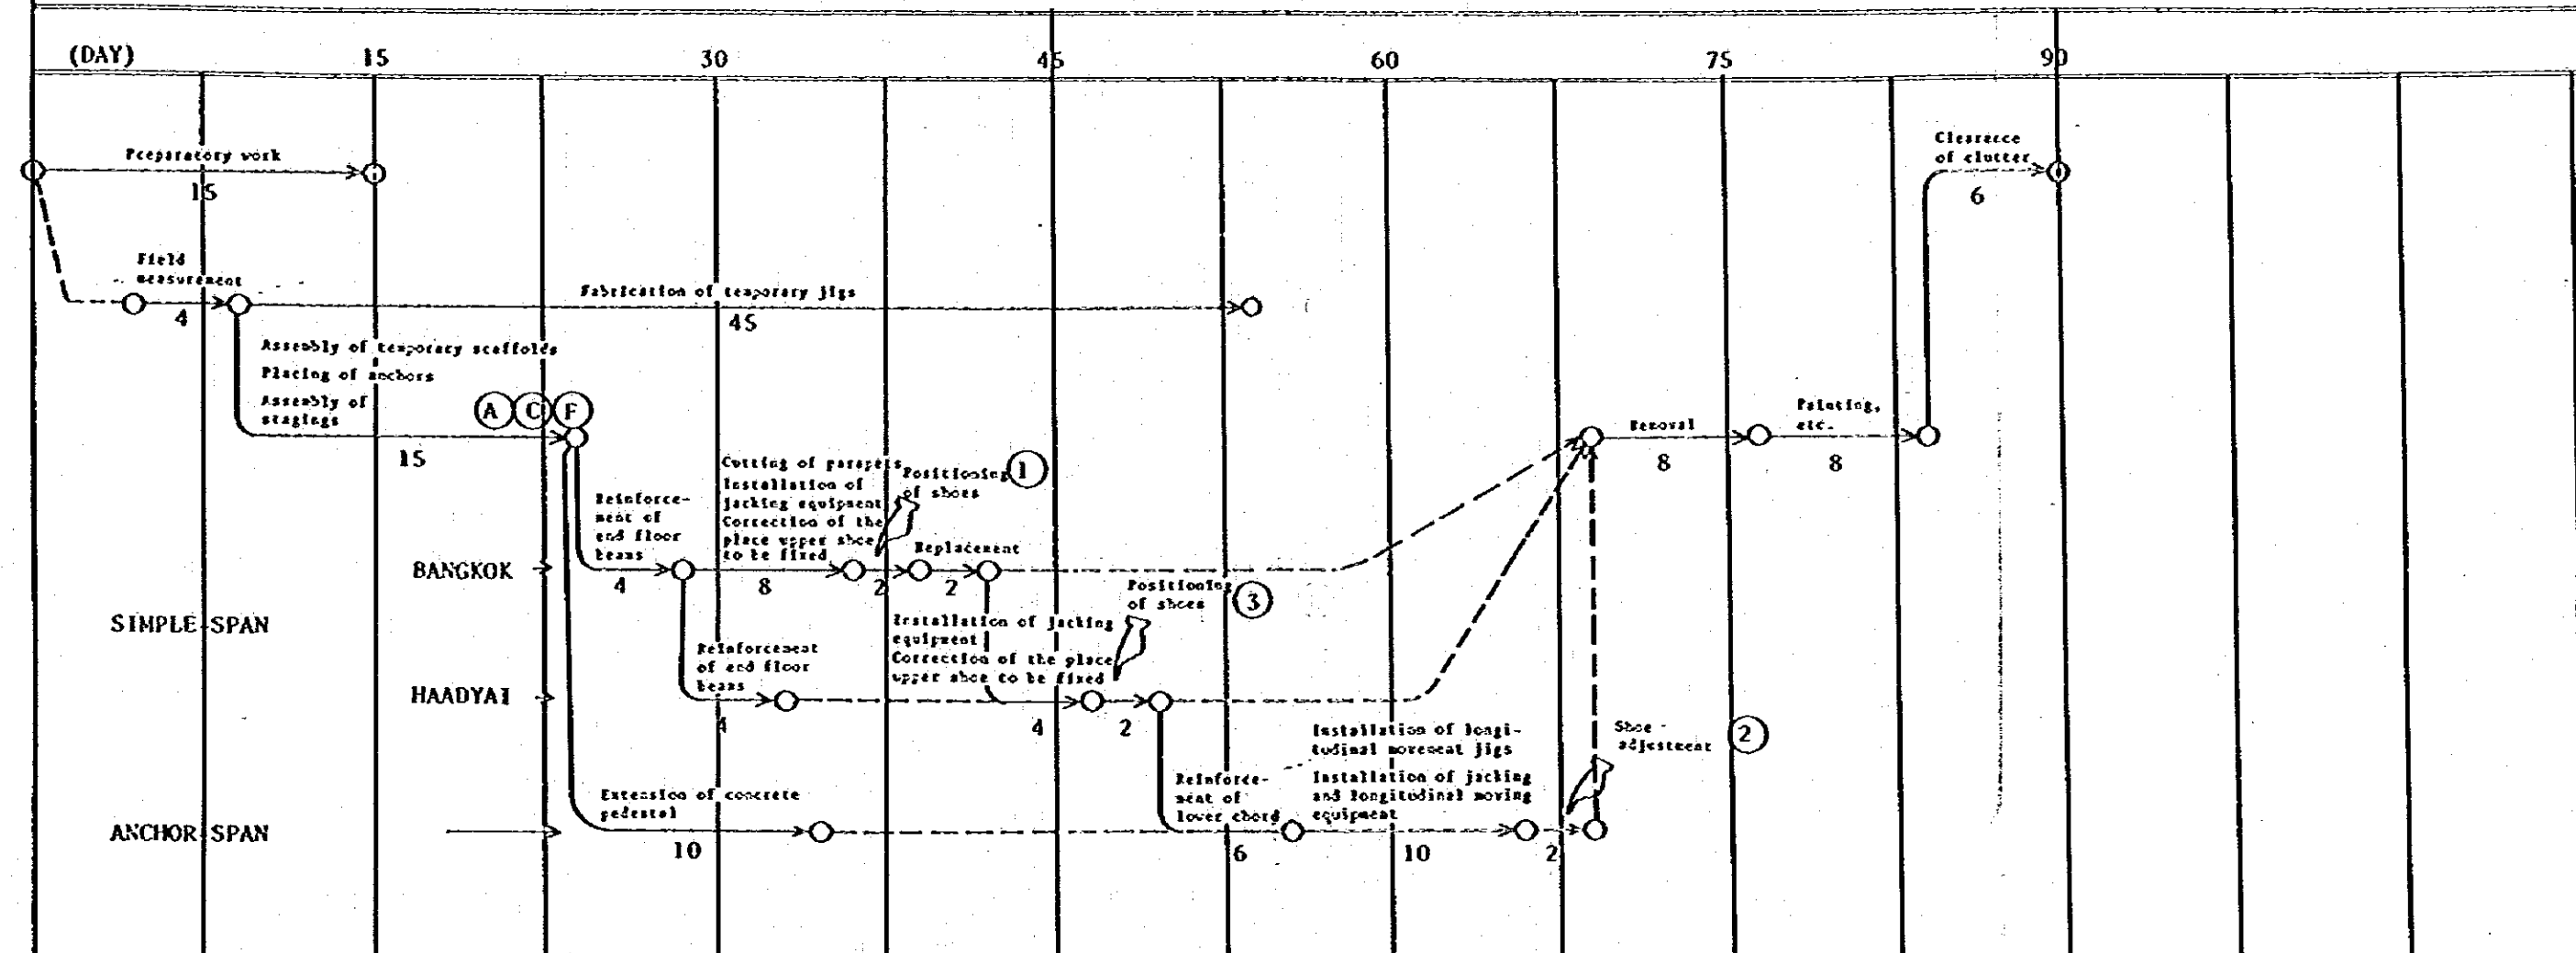 (DAY) 15 30 45 60 75 90
Preparatory work
15
Clearance
of clutter
6
Field
measurement
4
Fabrication of temporary jigs
45
Assembly of temporary scaffolds
Placing of anchors
Assembly of
stagings
15
A C F
Removal
8
Painting,
etc.
8
Reinforce-
ment of
end floor
beams
4
Cutting of parapets
Installation of
jacking equipment
Correction of the
place upper shoe
to be fixed
8
Positioning
of shoes
1
2
Replacement
2
BANGKOK
SIMPLE SPAN
HAADYAI
Reinforcement
of end floor
beams
4
Installation of jacking
equipment
Correction of the place
upper shoe to be fixed
4
Positioning
of shoes
3
2
ANCHOR SPAN
Extension of concrete
pedestal
10
Reinforce-
ment of
lower chord
6
Installation of longi-
tudinal movement jigs
Installation of jacking
and longitudinal moving
equipment
10
Shoe
adjustment
2
2